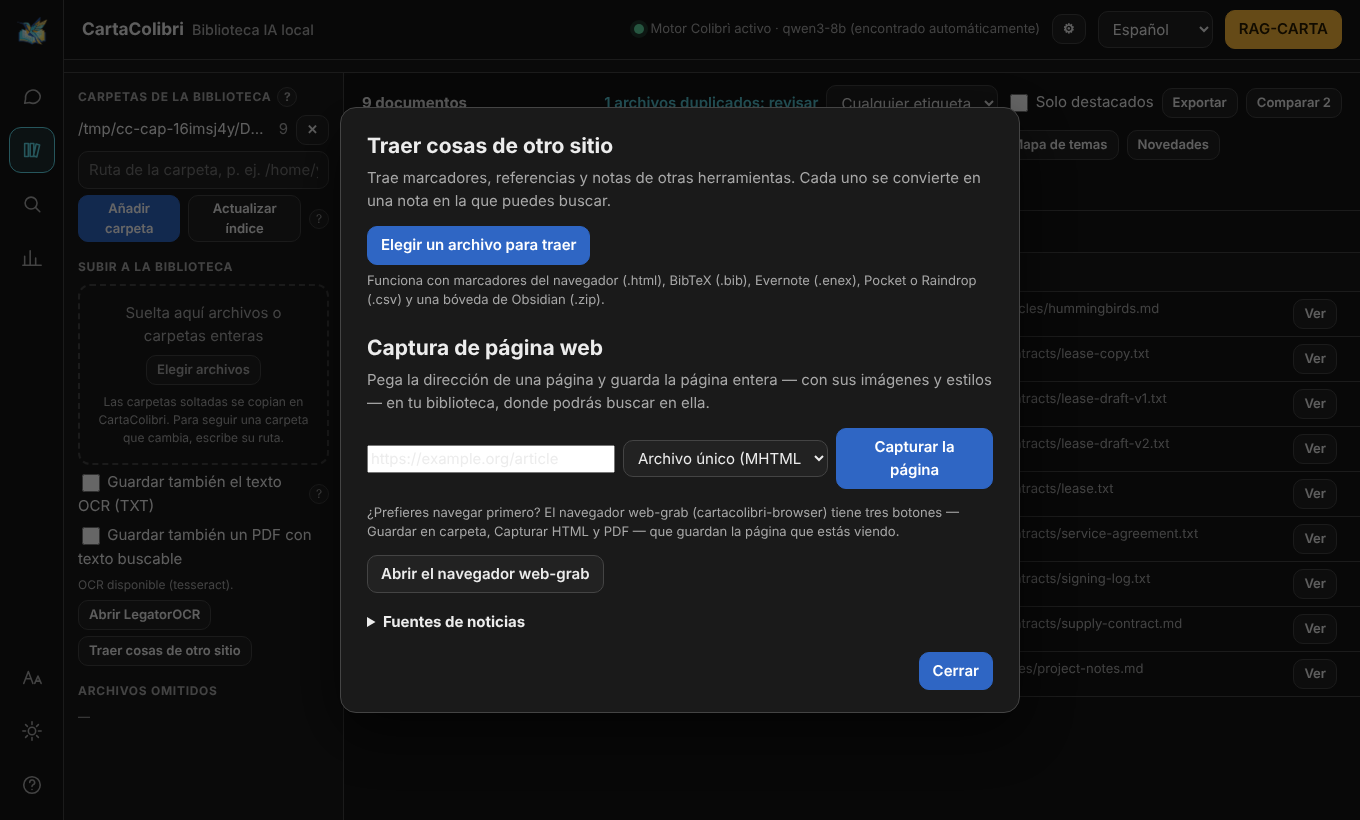 CartaColibri Biblioteca IA local
Motor Colibrì activo · qwen3-8b (encontrado automáticamente)
Español
RAG-CARTA
CARPETAS DE LA BIBLIOTECA ?
/tmp/cc-cap-16imsj4y/D... 9 ✕
Ruta de la carpeta, p. ej. /home/
Añadir carpeta
Actualizar índice
?
SUBIR A LA BIBLIOTECA
Suelta aquí archivos o
carpetas enteras
Elegir archivos
Las carpetas soltadas se copian en
CartaColibri. Para seguir una carpeta
que cambia, escribe su ruta.
Guardar también el texto
OCR (TXT)
?
Guardar también un PDF con
texto buscable
OCR disponible (tesseract).
Abrir LegatorOCR
Traer cosas de otro sitio
ARCHIVOS OMITIDOS
—
9 documentos
1 archivos duplicados: revisar
Cualquier etiqueta
Solo destacados
Exportar
Comparar 2
Mapa de temas
Novedades
Traer cosas de otro sitio
Trae marcadores, referencias y notas de otras herramientas. Cada uno se convierte en
una nota en la que puedes buscar.
Elegir un archivo para traer
Funciona con marcadores del navegador (.html), BibTeX (.bib), Evernote (.enex), Pocket o Raindrop
(.csv) y una bóveda de Obsidian (.zip).
Captura de página web
Pega la dirección de una página y guarda la página entera — con sus imágenes y estilos
— en tu biblioteca, donde podrás buscar en ella.
https://example.org/article
Archivo único (MHTML
Capturar la
página
¿Prefieres navegar primero? El navegador web-grab (cartacolibri-browser) tiene tres botones —
Guardar en carpeta, Capturar HTML y PDF — que guardan la página que estás viendo.
Abrir el navegador web-grab
Fuentes de noticias
Cerrar
cles/hummingbirds.md Ver
ntracts/lease-copy.txt Ver
ntracts/lease-draft-v1.txt Ver
ntracts/lease-draft-v2.txt Ver
ntracts/lease.txt Ver
ntracts/service-agreement.txt Ver
ntracts/signing-log.txt Ver
ntracts/supply-contract.md Ver
es/project-notes.md Ver